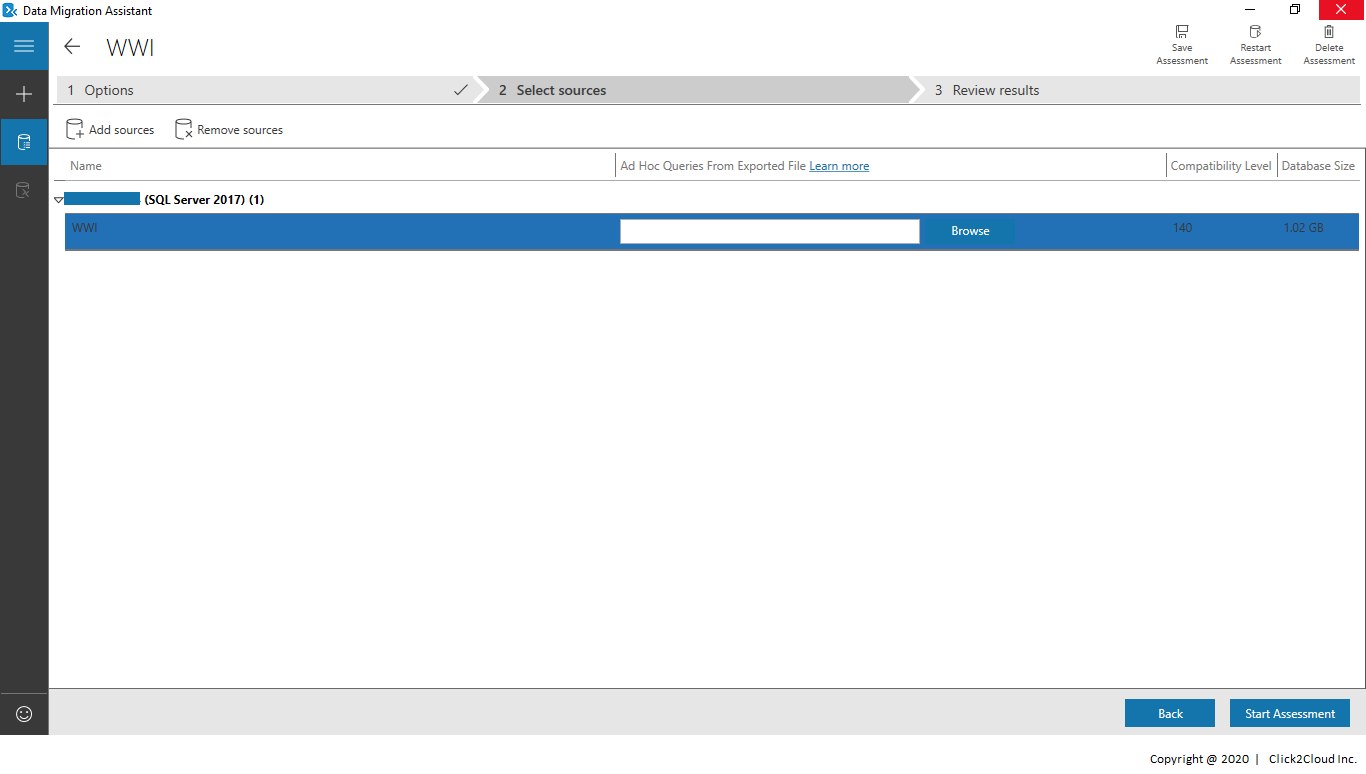 Data Migration Assistant
WWI
Save Assessment
Restart Assessment
Delete Assessment
1 Options
2 Select sources
3 Review results
Add sources
Remove sources
Name
Ad Hoc Queries From Exported File Learn more
Compatibility Level
Database Size
(SQL Server 2017) (1)
WWI
Browse
140
1.02 GB
Back
Start Assessment
Copyright @ 2020 | Click2Cloud Inc.